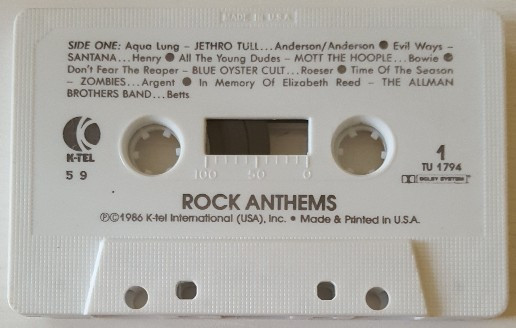 MADE IN U.S.A.
SIDE ONE: Aqua Lung – JETHRO TULL...Anderson/Anderson ● Evil Ways –
SANTANA...Henry ● All The Young Dudes – MOTT THE HOOPLE...Bowie ●
Don't Fear The Reaper – BLUE OYSTER CULT...Roeser ● Time Of The Season
– ZOMBIES...Argent ● In Memory Of Elizabeth Reed – THE ALLMAN
BROTHERS BAND...Betts
K
K-TEL
59
100 50 0
1
TU 1794
DOLBY SYSTEM
ROCK ANTHEMS
Ⓟ©1986 K-tel International (USA), Inc. • Made & Printed in U.S.A.